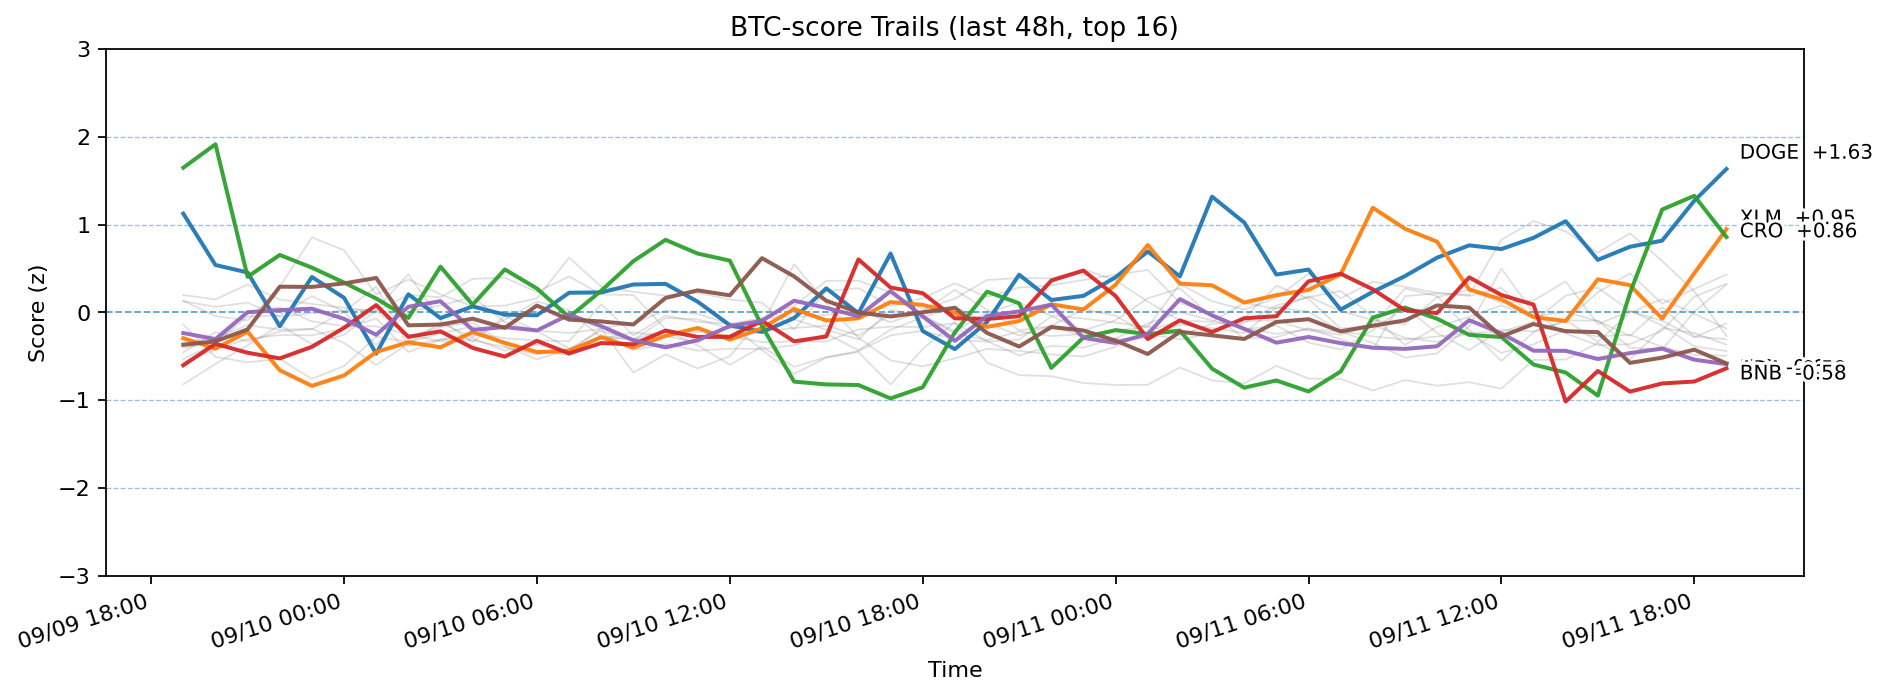 BTC-score Trails (last 48h, top 16)
Score (z)
3
2
1
0
−1
−2
−3
DOGE +1.63
XLM +0.95
CRO +0.86
BNB -0.58
09/09 18:00
09/10 00:00
09/10 06:00
09/10 12:00
09/10 18:00
09/11 00:00
09/11 06:00
09/11 12:00
09/11 18:00
Time